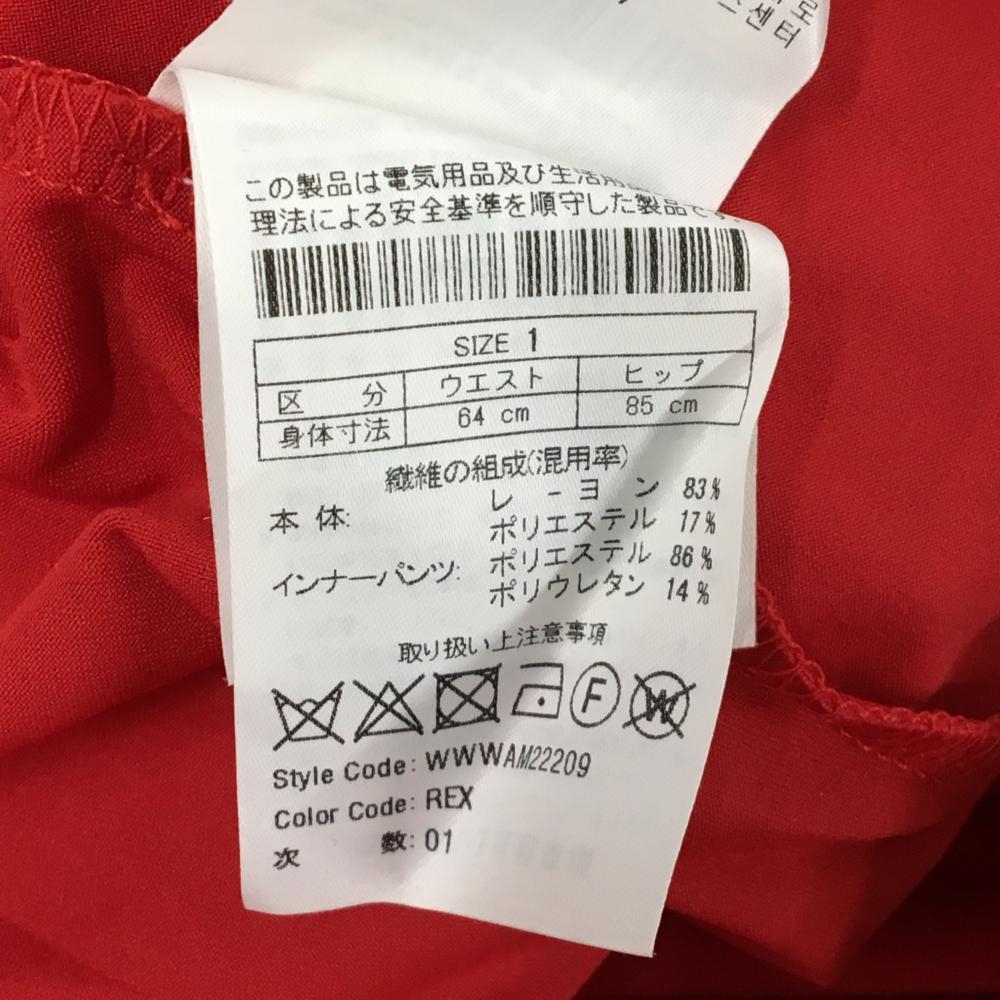 스센터
この製品は電気用品及び生活用品
理法による安全基準を順守した製品です
SIZE 1
区 分 ウエスト ヒップ
身体寸法 64 cm 85 cm
繊維の組成(混用率)
本 体: レ - ヨ ン 83%
ポリエステル 17%
インナーパンツ: ポリエステル 86%
ポリウレタン 14%
取り扱い上注意事項
F W
Style Code: WWWAM22209
Color Code: REX
次 数: 01